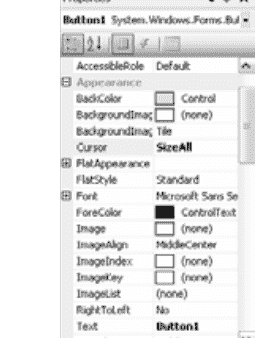 Button1 System.Windows.Forms.But
AccessibleRole Default
Appearance
BackColor Control
BackgroundImag (none)
BackgroundImag Tile
Cursor SizeAll
FlatAppearance
FlatStyle Standard
Font Microsoft Sans Se
ForeColor ControlText
Image (none)
ImageAlign MiddleCenter
ImageIndex (none)
ImageKey (none)
ImageList (none)
RightToLeft No
Text Button1